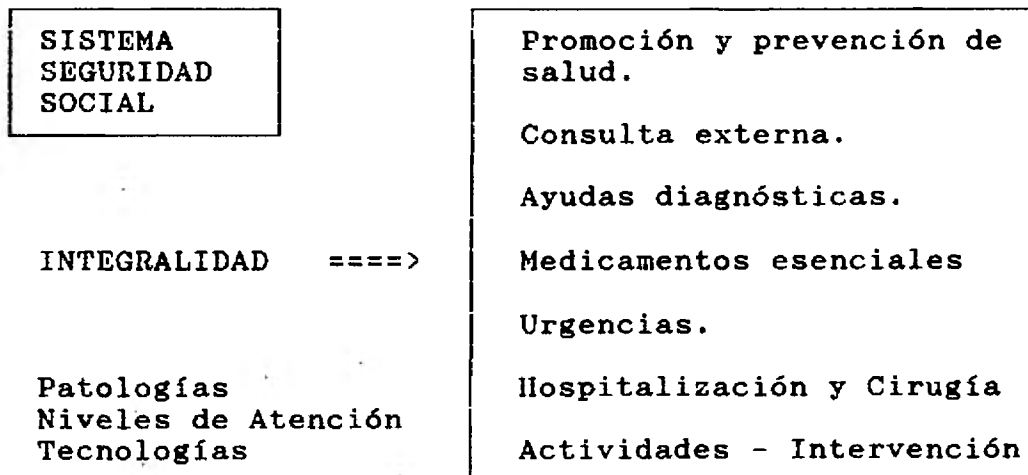 SISTEMA
SEGURIDAD
SOCIAL
INTEGRALIDAD ====>
Patologías
Niveles de Atención
Tecnologías
Promoción y prevención de
salud.
Consulta externa.
Ayudas diagnósticas.
Medicamentos esenciales
Urgencias.
Hospitalización y Cirugía
Actividades - Intervención